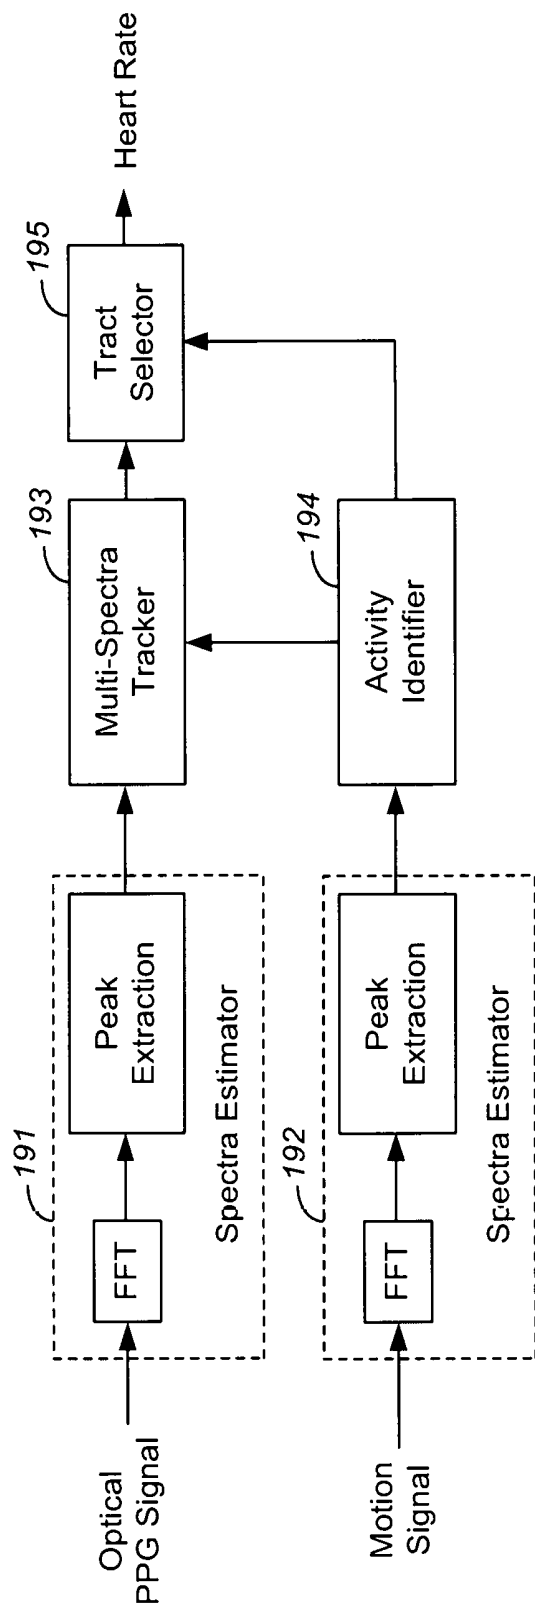 Optical
PPG Signal
191
FFT
Peak
Extraction
Spectra Estimator
193
Multi-Spectra
Tracker
195
Tract
Selector
Heart Rate
Motion
Signal
192
FFT
Peak
Extraction
Spectra Estimator
194
Activity
Identifier